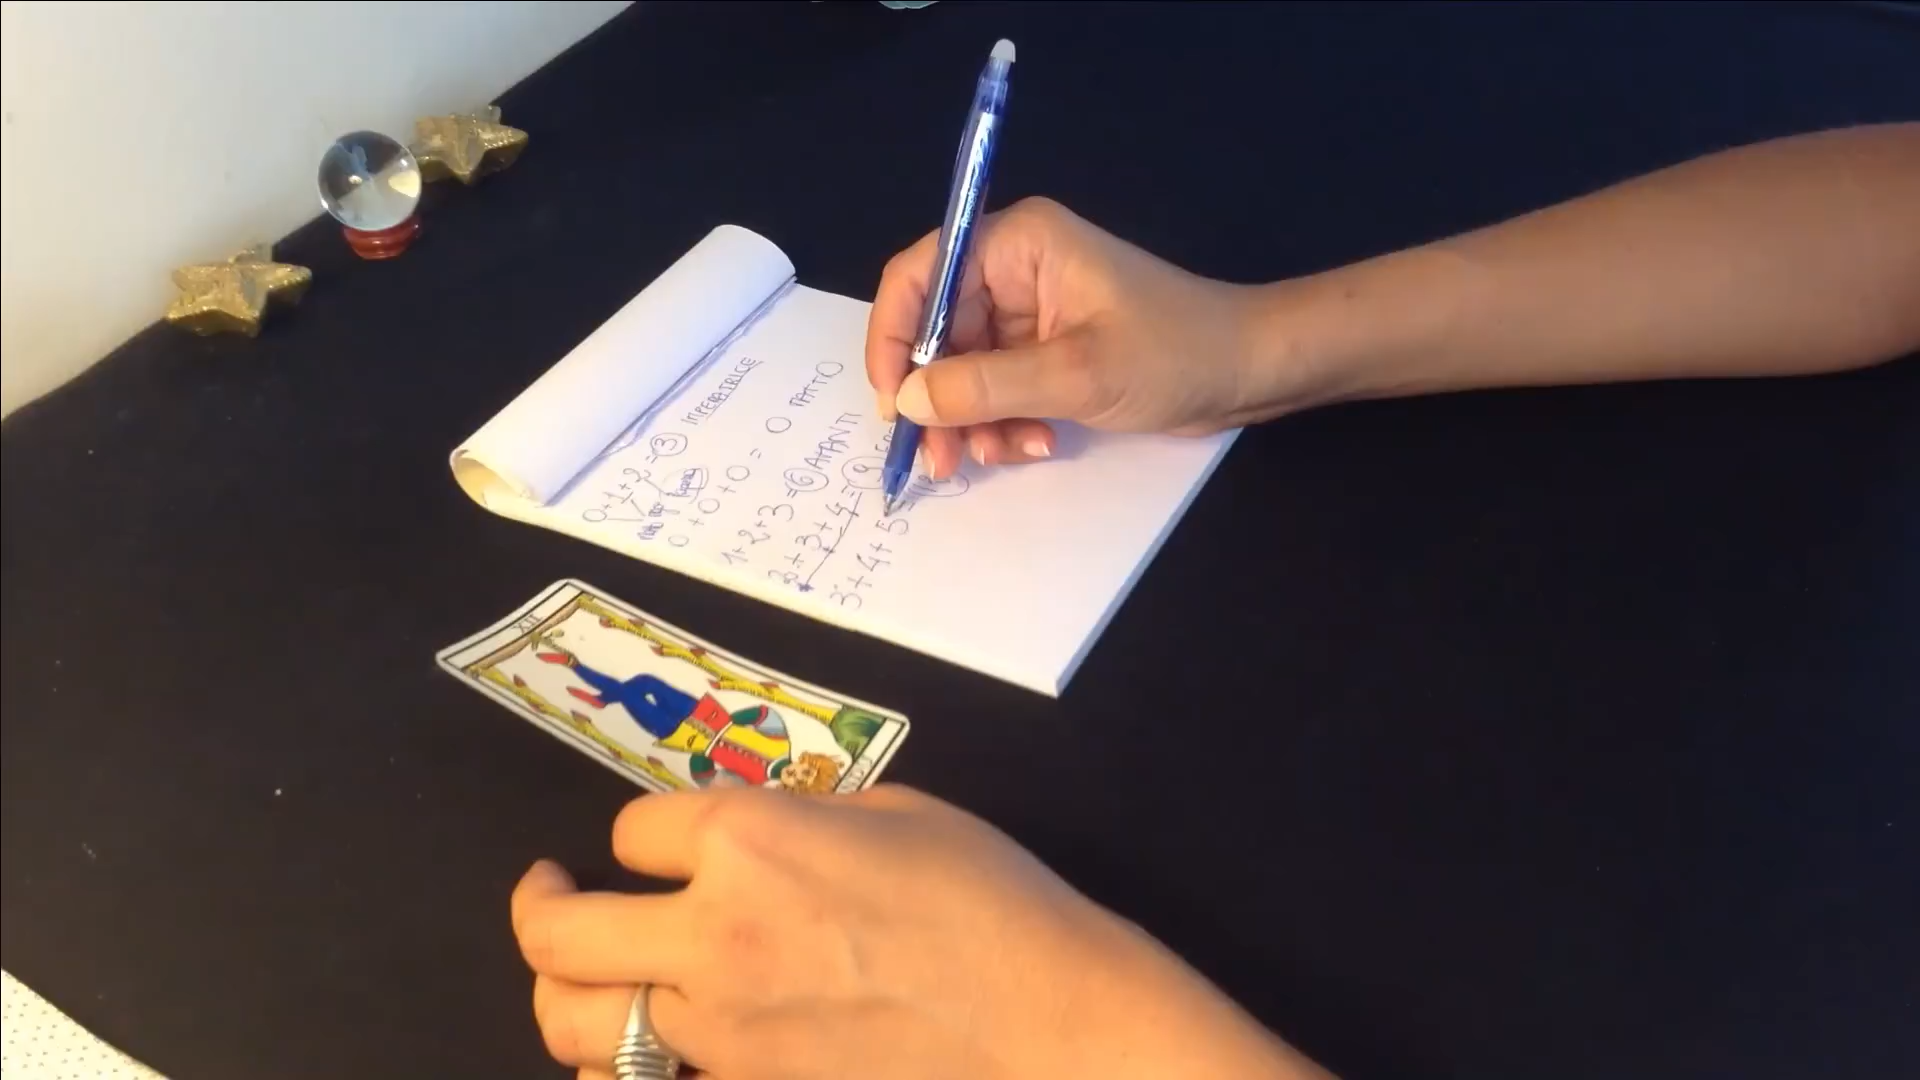 0+1+2=3 IMPERATRICE
0+0+0= 0 MATTO
1+2+3=6 AMANTI
2+3+4=9
3+4+5=12
XII